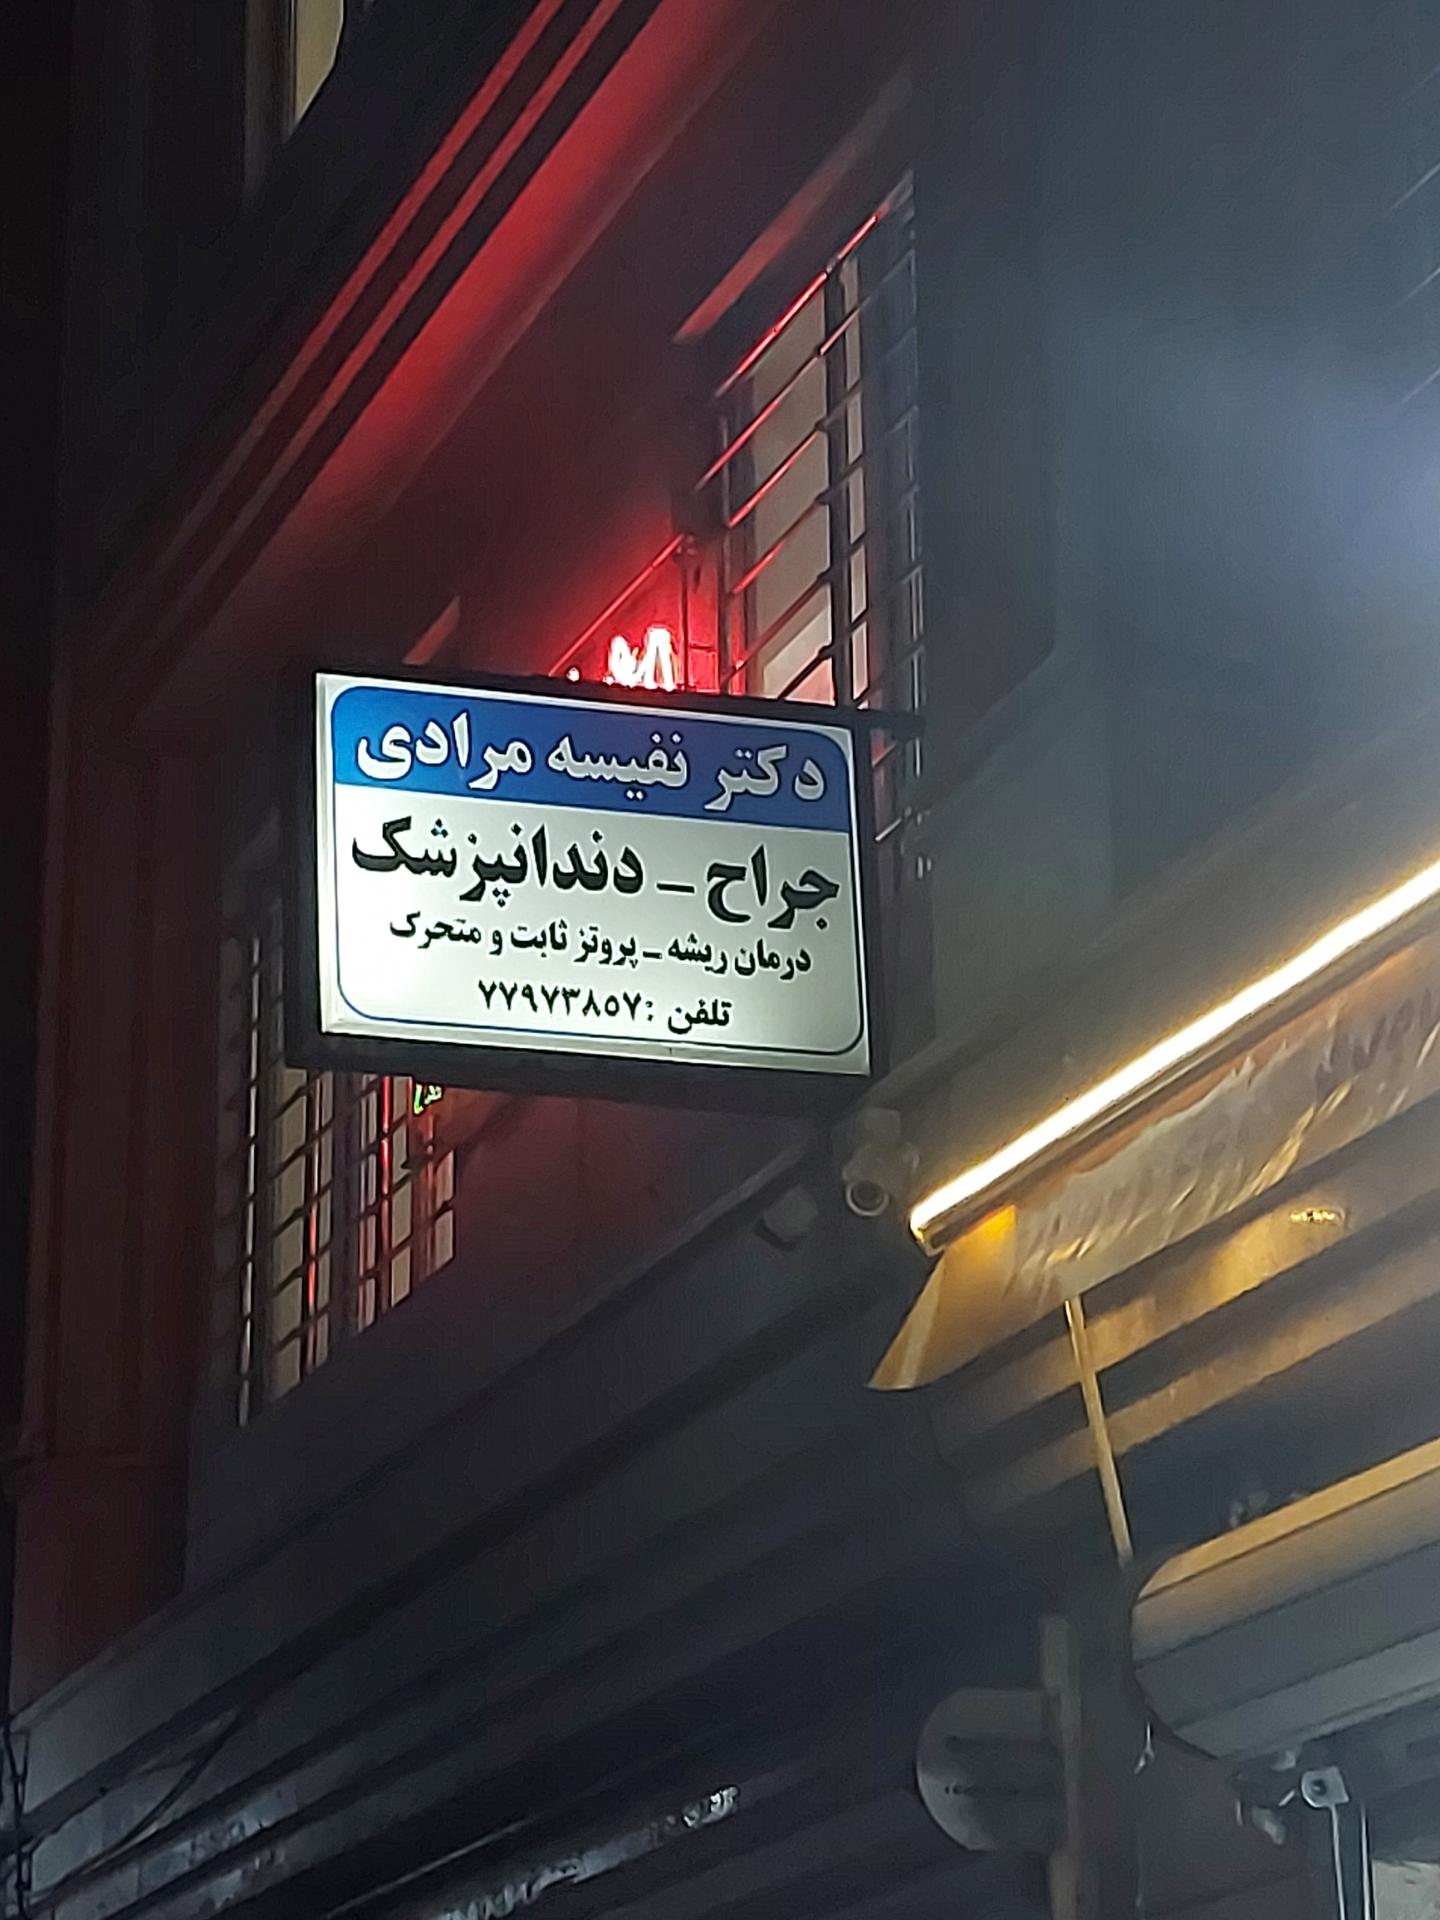 دکتر نفیسه مرادی
جراح - دندانپزشک
درمان ریشه - پروتز ثابت و متحرک
تلفن : ۷۷۹۷۳۸۵۷